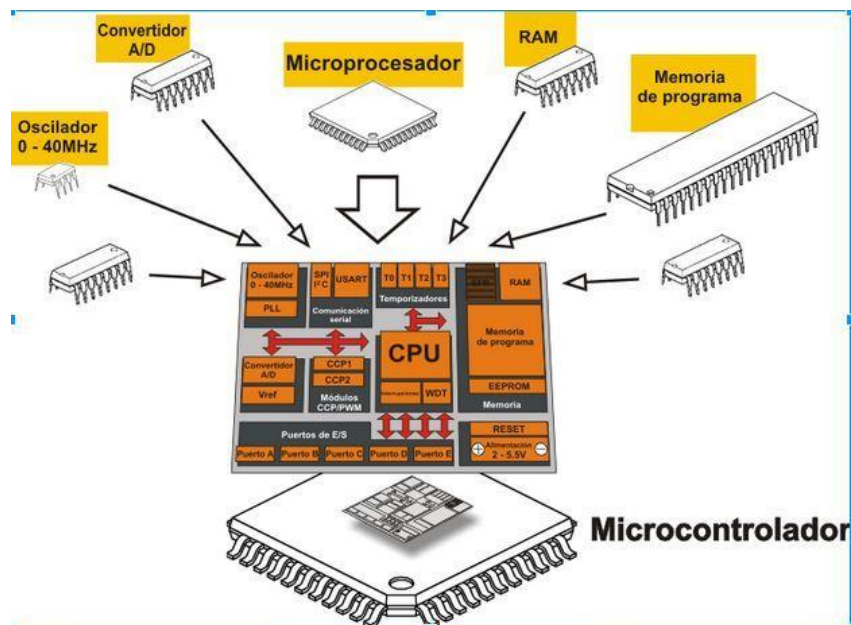 Convertidor
A/D
Microprocesador
RAM
Memoria
de programa
Oscilador
0 - 40MHz
Oscilador
0 - 40MHz
PLL
SPI
I²C
USART
Comunicación
serial
T0 T1 T2 T3
Temporizadores
RAM
Memoria
de programa
EEPROM
Memoria
Convertidor
A/D
Vref
CCP1
CCP2
Módulos
CCP/PWM
CPU
WDT
Puertos de E/S
Puerto A Puerto B Puerto C Puerto D Puerto E
RESET
Alimentación
2 - 5.5V
Microcontrolador